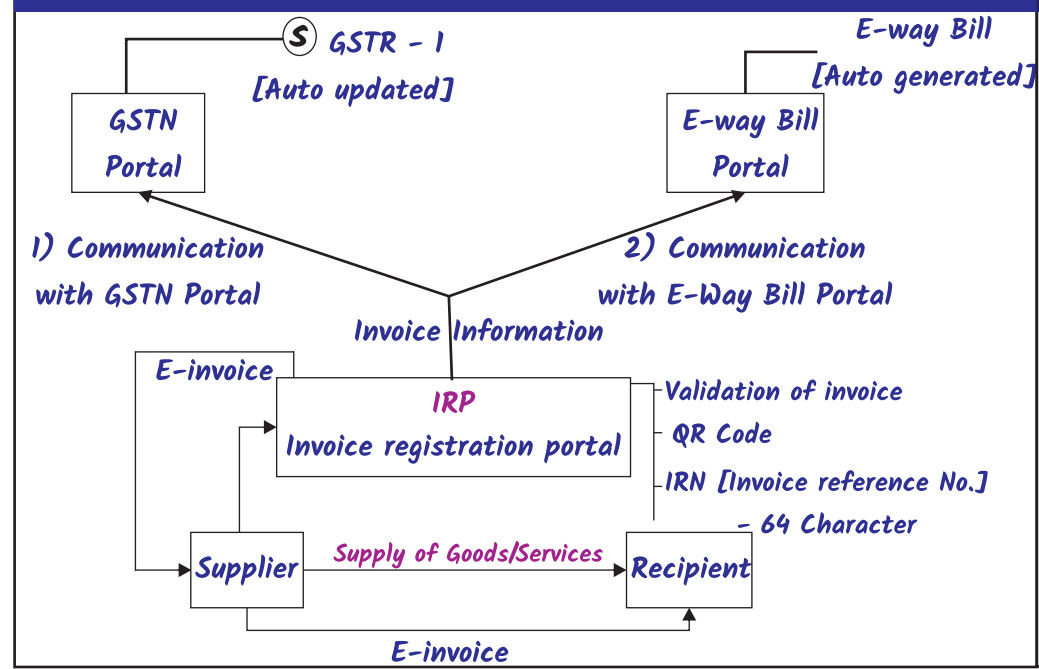 S GSTR - 1
[Auto updated]
E-way Bill
[Auto generated]
GSTN
Portal
E-way Bill
Portal
1) Communication
with GSTN Portal
2) Communication
with E-Way Bill Portal
Invoice Information
E-invoice
IRP
Invoice registration portal
Validation of invoice
QR Code
IRN [Invoice reference No.]
- 64 Character
Supplier
Supply of Goods/Services
Recipient
E-invoice